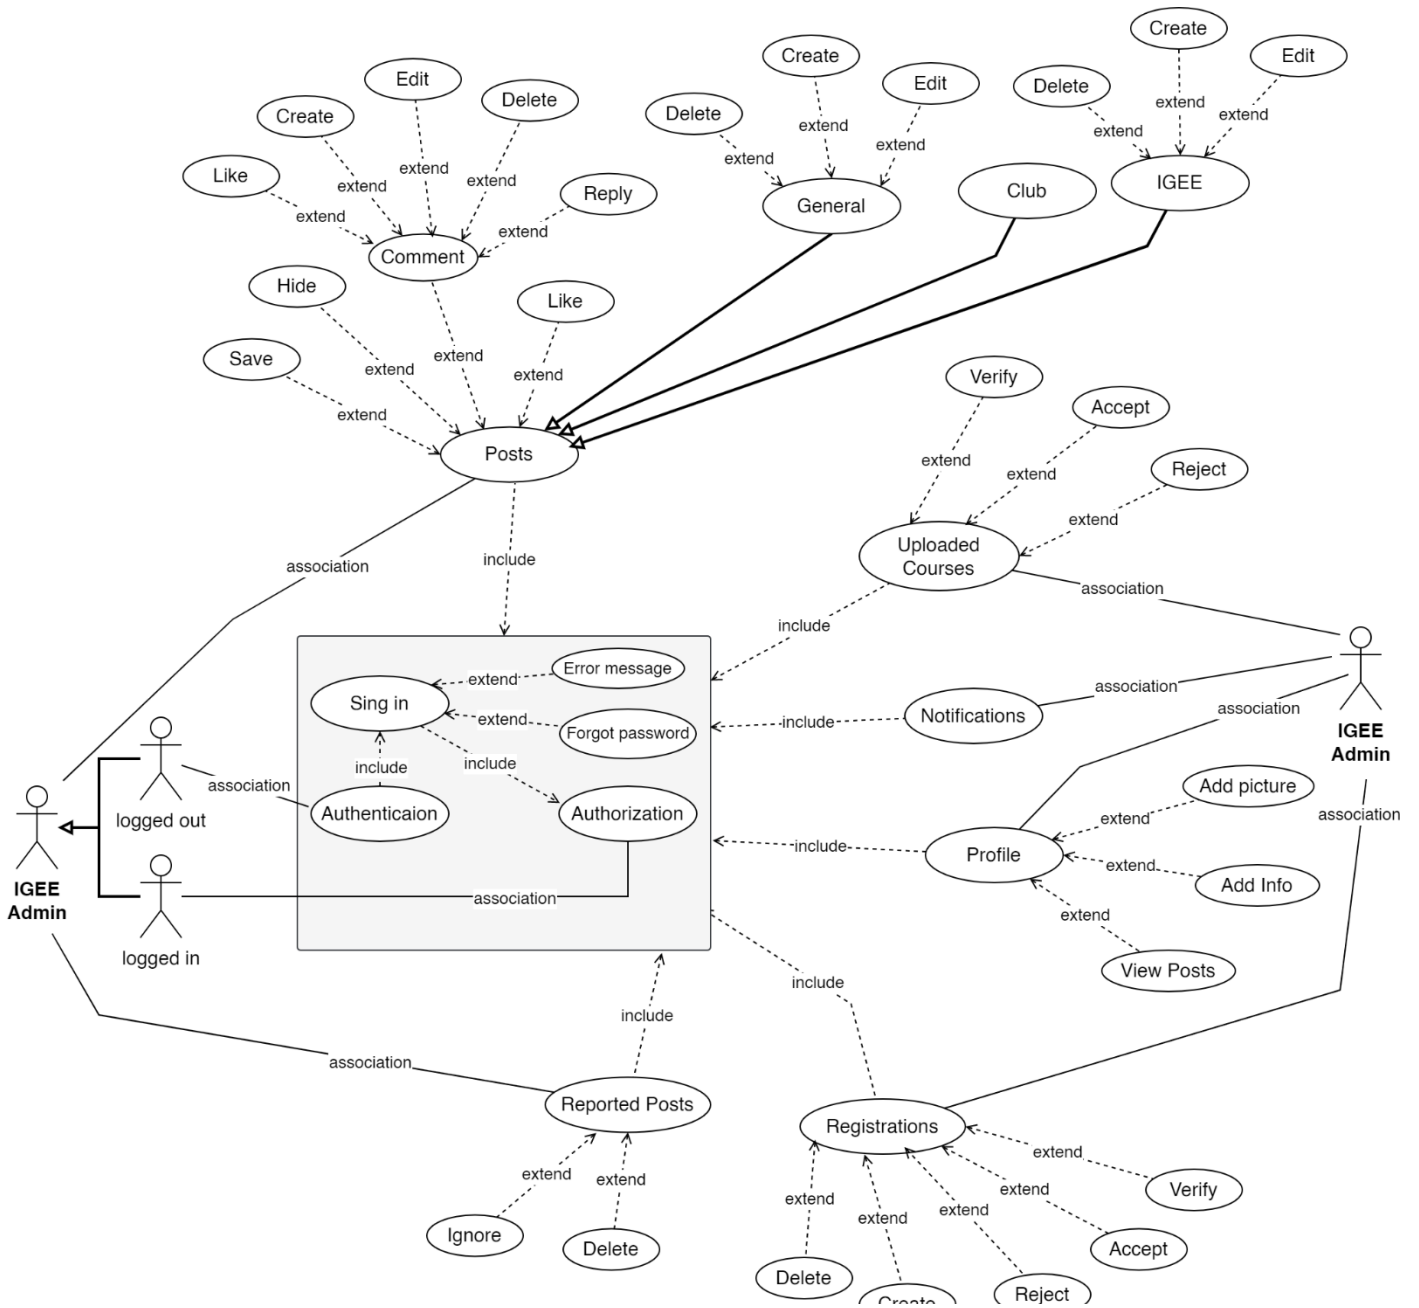 Create
Edit
Delete
Create
Like
Reply
extend
extend
extend
extend
extend
Comment
Create
Edit
Delete
extend
extend
extend
General
Club
Create
Edit
Delete
extend
extend
extend
IGEE
Hide
Like
Save
extend
extend
extend
extend
Posts
Verify
Accept
Reject
extend
extend
extend
Uploaded
Courses
association
include
include
association
Error message
Sing in
extend
Forgot password
extend
include
include
Authenticaion
Authorization
association
association
logged out
logged in
IGEE
Admin
include
Notifications
association
association
IGEE
Admin
association
include
Profile
Add picture
extend
Add Info
extend
extend
View Posts
include
include
association
Reported Posts
extend
extend
Ignore
Delete
Registrations
extend
extend
extend
extend
extend
Verify
Accept
Delete
Reject
Create